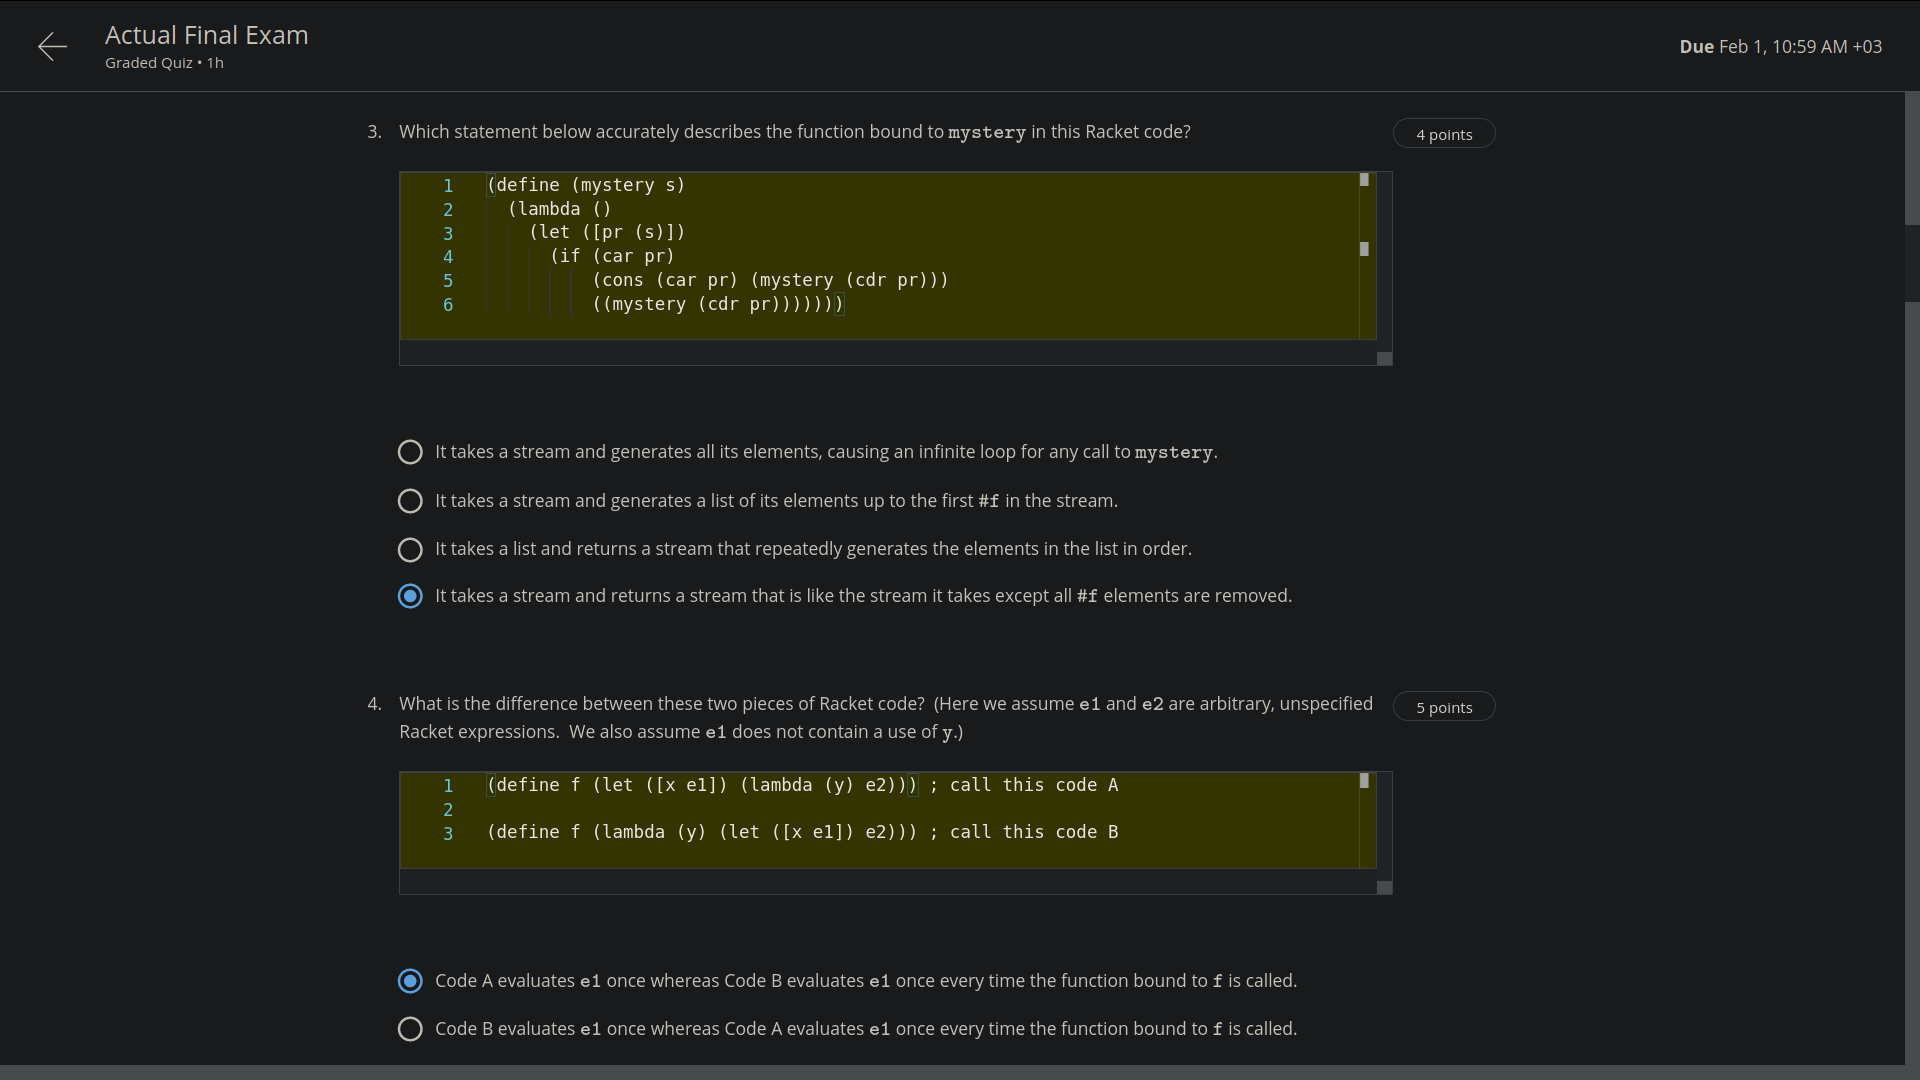 Actual Final Exam
Graded Quiz • 1h
Due Feb 1, 10:59 AM +03
3. Which statement below accurately describes the function bound to mystery in this Racket code?
4 points
1 (define (mystery s)
2   (lambda ()
3     (let ([pr (s)])
4       (if (car pr)
5           (cons (car pr) (mystery (cdr pr)))
6           ((mystery (cdr pr)))))))
It takes a stream and generates all its elements, causing an infinite loop for any call to mystery.
It takes a stream and generates a list of its elements up to the first #f in the stream.
It takes a list and returns a stream that repeatedly generates the elements in the list in order.
It takes a stream and returns a stream that is like the stream it takes except all #f elements are removed.
4. What is the difference between these two pieces of Racket code?  (Here we assume e1 and e2 are arbitrary, unspecified
5 points
Racket expressions.  We also assume e1 does not contain a use of y.)
1 (define f (let ([x e1]) (lambda (y) e2))) ; call this code A
2
3 (define f (lambda (y) (let ([x e1]) e2))) ; call this code B
Code A evaluates e1 once whereas Code B evaluates e1 once every time the function bound to f is called.
Code B evaluates e1 once whereas Code A evaluates e1 once every time the function bound to f is called.